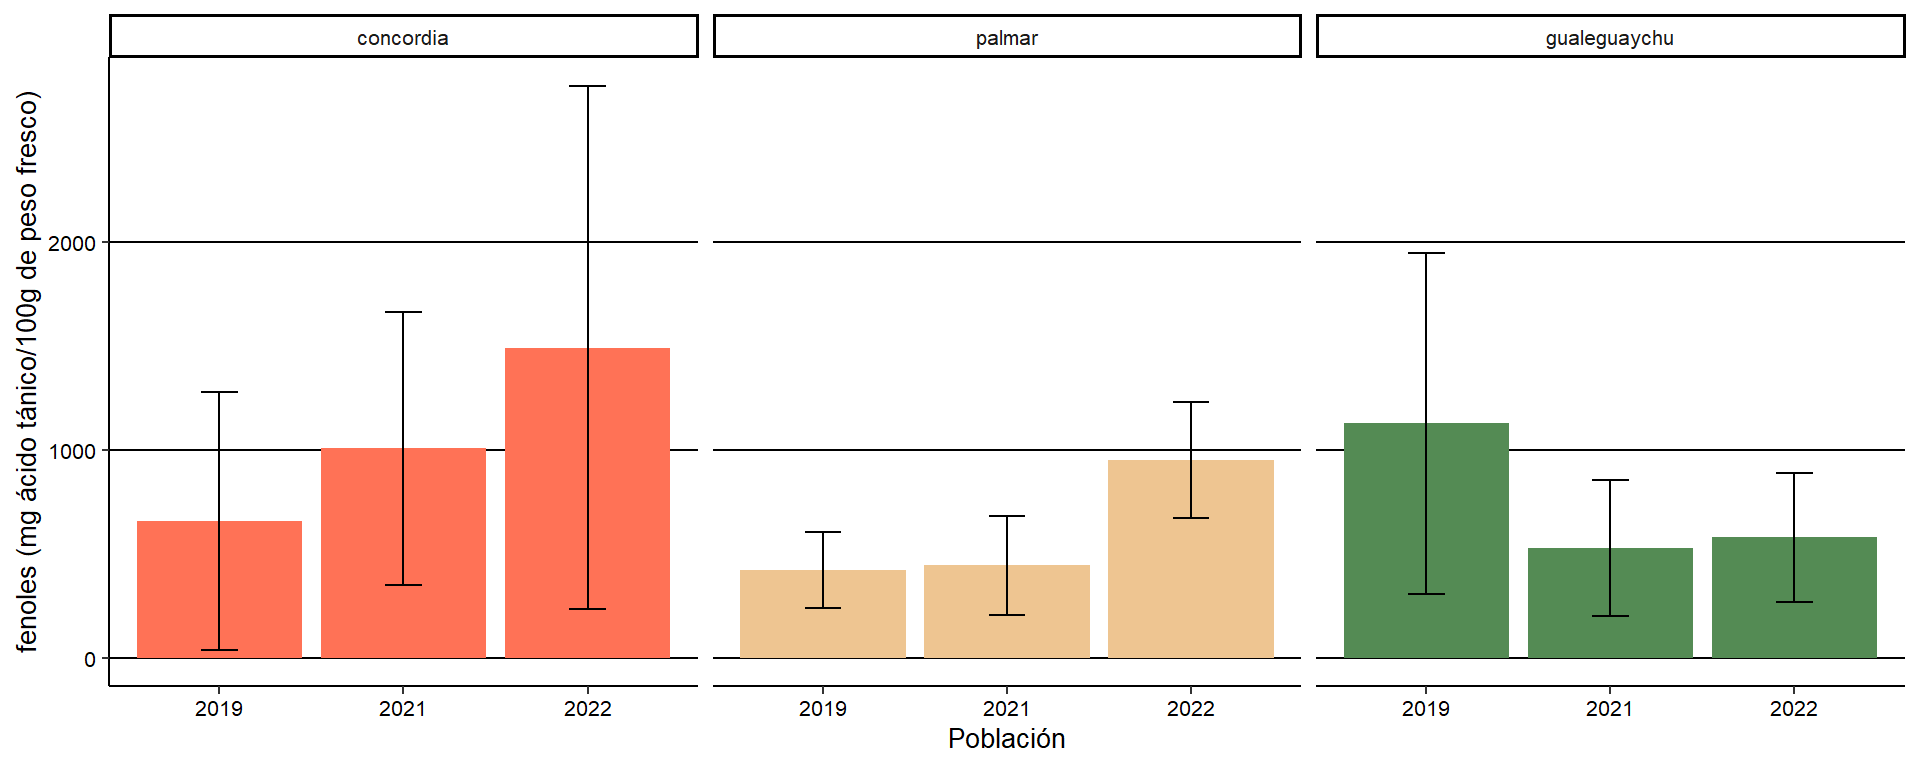 concordia palmar gualeguaychu
fenoles (mg ácido tánico/100g de peso fresco)
2000
1000
0
2019 2021 2022 2019 2021 2022 2019 2021 2022
Población